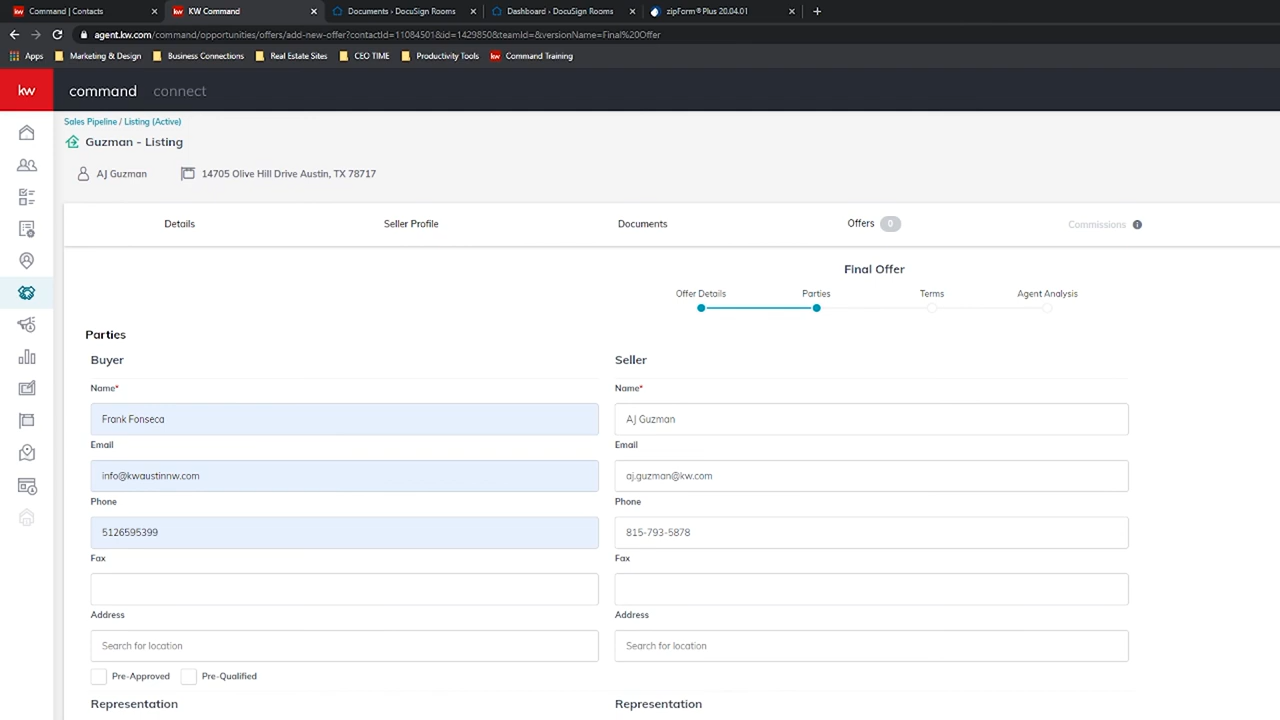 kw Command | Contacts
kw KW Command
Documents › DocuSign Rooms
Dashboard › DocuSign Rooms
zipForm® Plus 20.04.01
agent.kw.com/command/opportunities/offers/add-new-offer?contactId=11084501&id=1429850&teamId=&versionName=Final%20Offer
Apps Marketing & Design Business Connections Real Estate Sites CEO TIME Productivity Tools kw Command Training
kw command connect
Sales Pipeline / Listing (Active)
Guzman - Listing
AJ Guzman 14705 Olive Hill Drive Austin, TX 78717
Details Seller Profile Documents Offers 0 Commissions i
Final Offer
Offer Details Parties Terms Agent Analysis
Parties
Buyer Seller
Name* Name*
Frank Fonseca AJ Guzman
Email Email
info@kwaustinnw.com aj.guzman@kw.com
Phone Phone
5126595399 815-793-5878
Fax Fax
Address Address
Search for location Search for location
Pre-Approved Pre-Qualified
Representation Representation